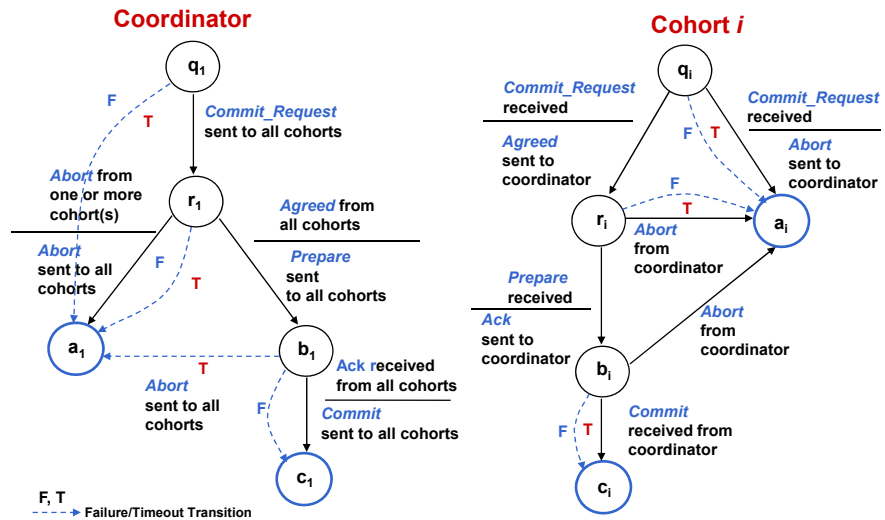 Coordinator
q1
F
T
Commit_Request
sent to all cohorts
Abort from
one or more
cohort(s)
r1
Agreed from
all cohorts
Abort
sent to all
cohorts
F
T
Prepare
sent
to all cohorts
a1
b1
T
Abort
sent to all
cohorts
F
Ack received
from all cohorts
Commit
sent to all cohorts
c1
F, T
Failure/Timeout Transition
Cohort i
qi
Commit_Request
received
F
T
Commit_Request
received
Agreed
sent to
coordinator
Abort
sent to
coordinator
F
ri
T
ai
Abort
from
coordinator
Prepare
received
Ack
sent to
coordinator
Abort
from
coordinator
bi
F
T
Commit
received from
coordinator
ci